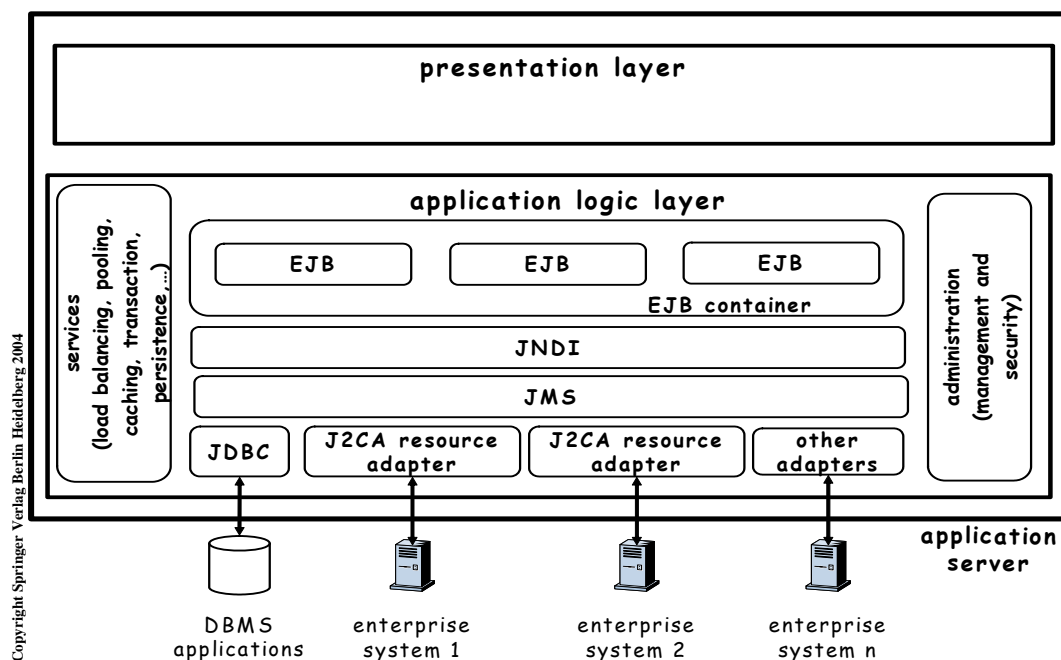 presentation layer
application logic layer
services
(load balancing, pooling,
caching, transaction,
persistence,...)
EJB
EJB
EJB
EJB container
administration
(management and
security)
JNDI
JMS
JDBC
J2CA resource
adapter
J2CA resource
adapter
other
adapters
application
server
DBMS
applications
enterprise
system 1
enterprise
system 2
enterprise
system n
Copyright Springer Verlag Berlin Heidelberg 2004